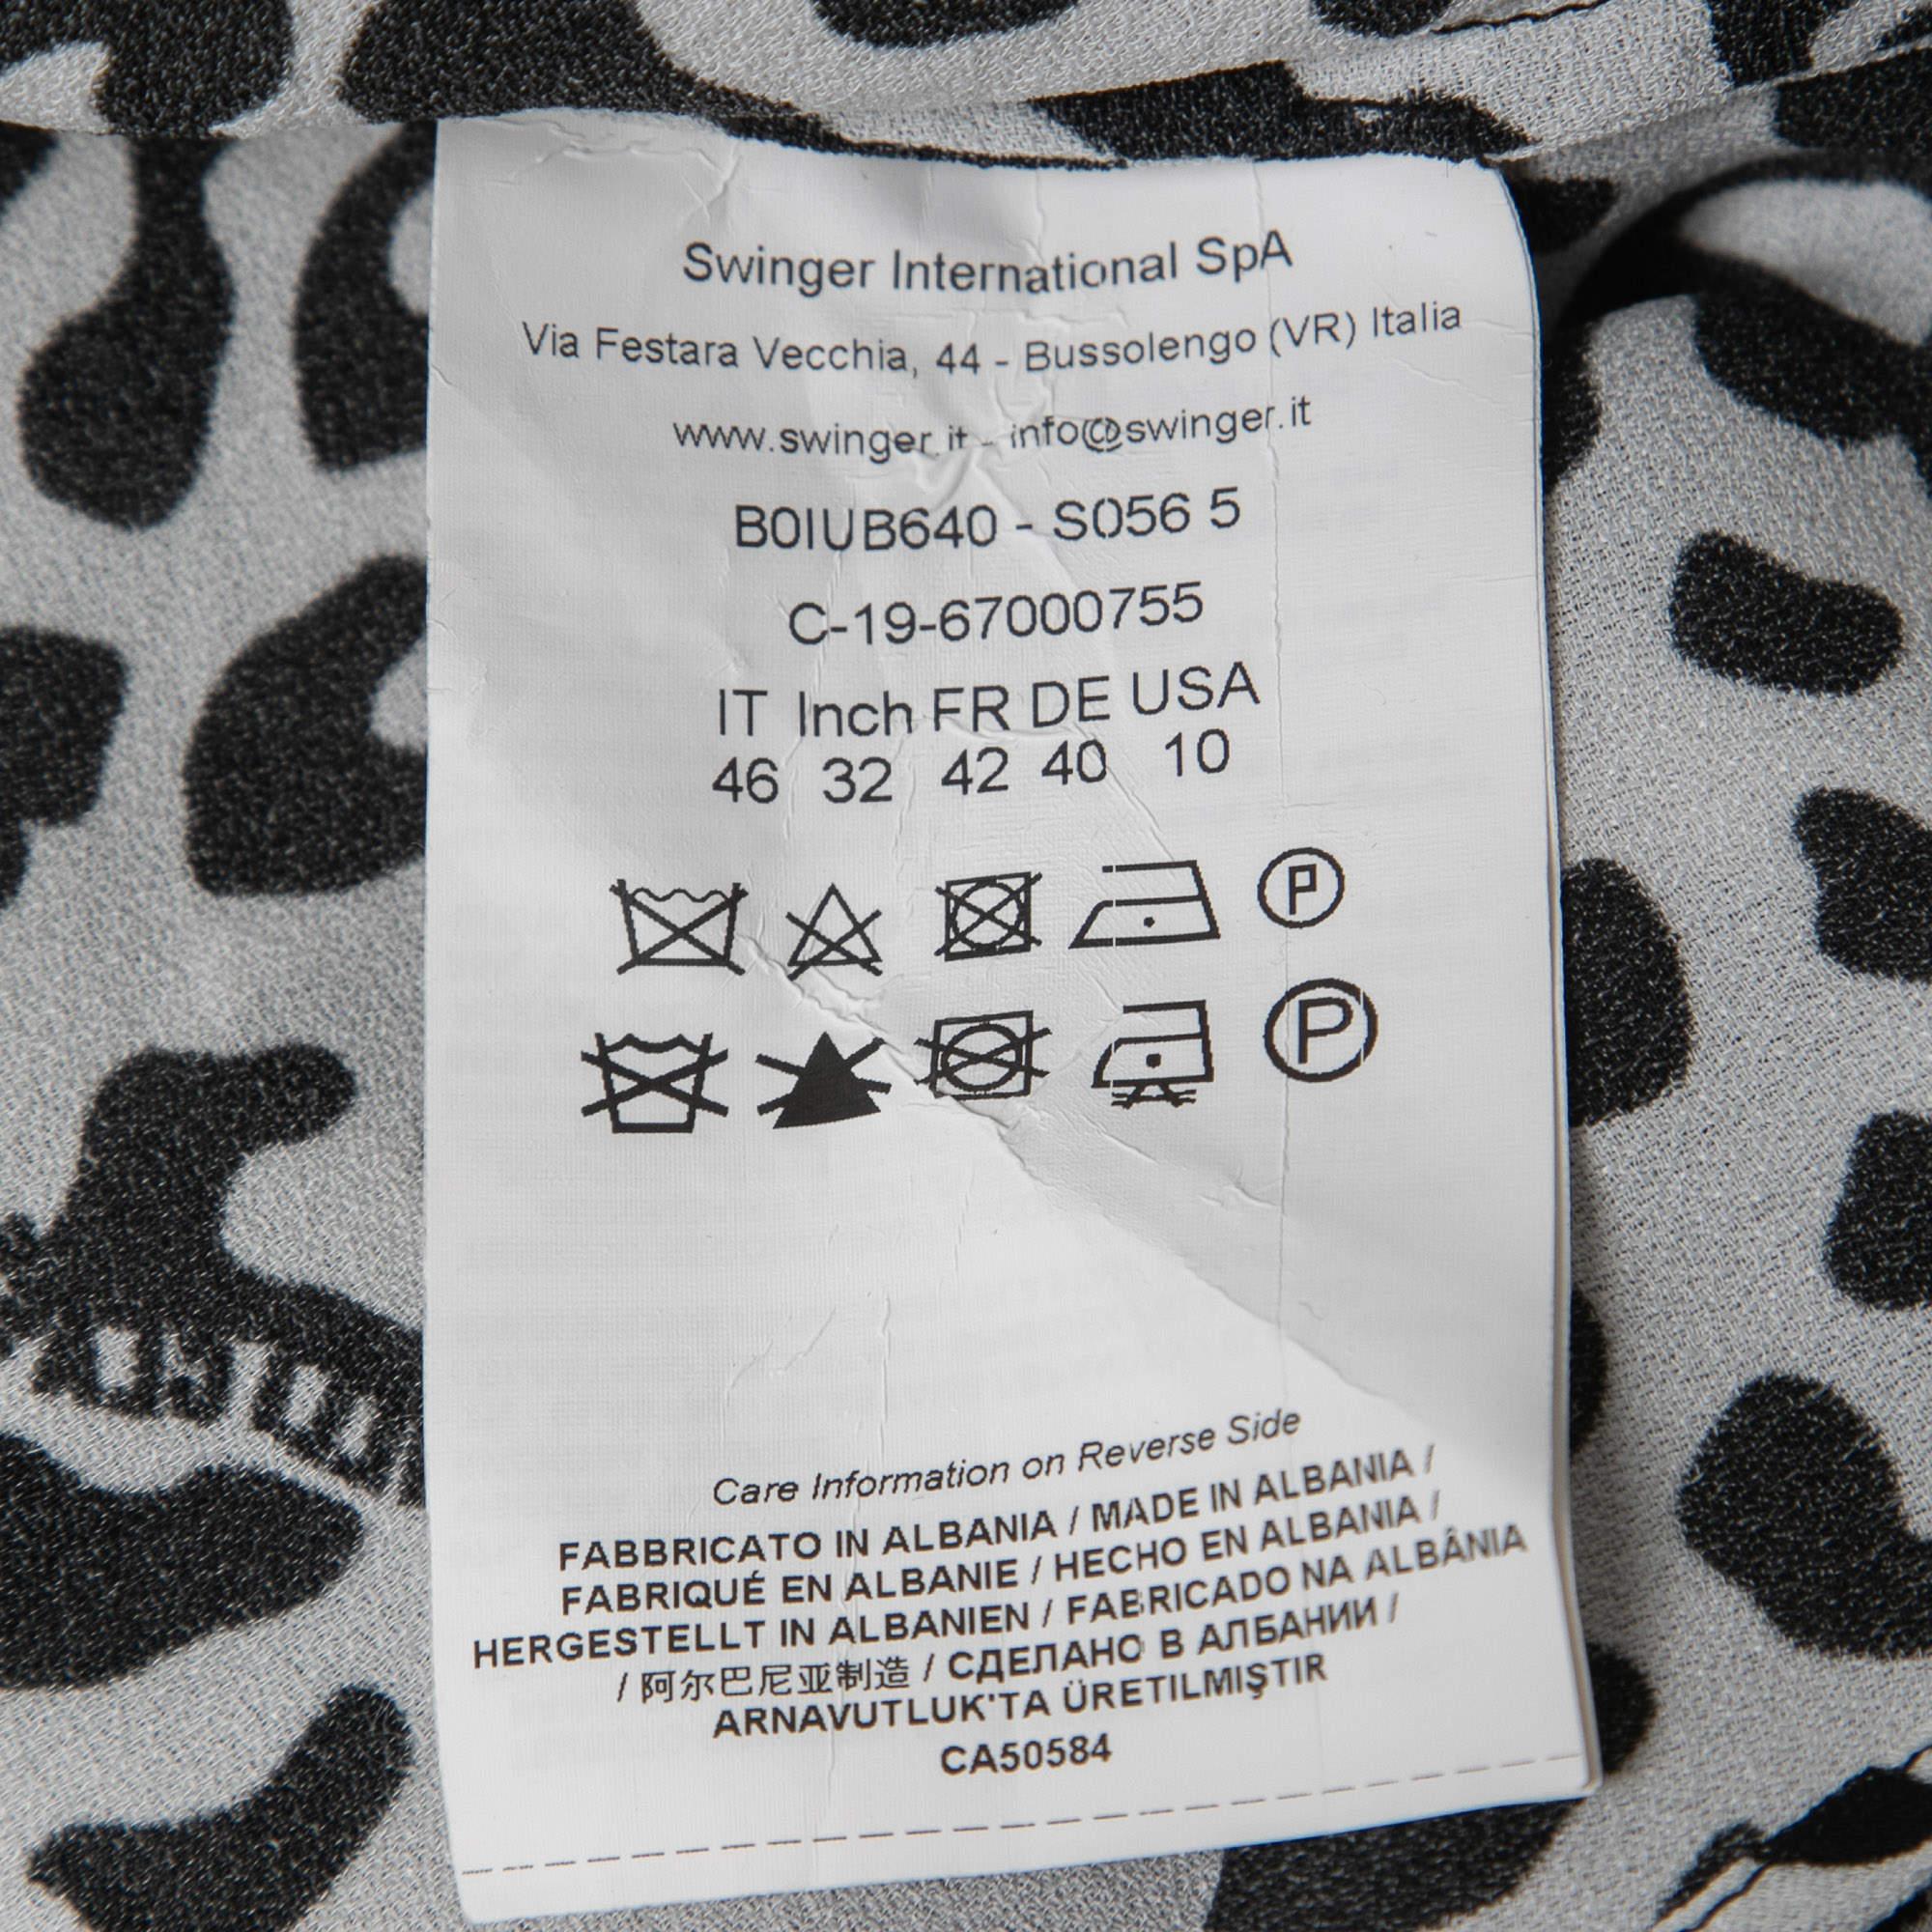 Swinger International SpA
Via Festara Vecchia, 44 - Bussolengo (VR) Italia
www.swinger.it - info@swinger.it
B0IUB640 - S056 5
C-19-67000755
IT Inch FR DE USA
46 32 42 40 10
P
P
Care Information on Reverse Side
FABBRICATO IN ALBANIA / MADE IN ALBANIA /
FABRIQUÉ EN ALBANIE / HECHO EN ALBANIA /
HERGESTELLT IN ALBANIEN / FABRICADO NA ALBÂNIA
/ 阿尔巴尼亚制造 / СДЕЛАНО В АЛБАНИИ /
ARNAVUTLUK'TA ÜRETILMIŞTIR
CA50584